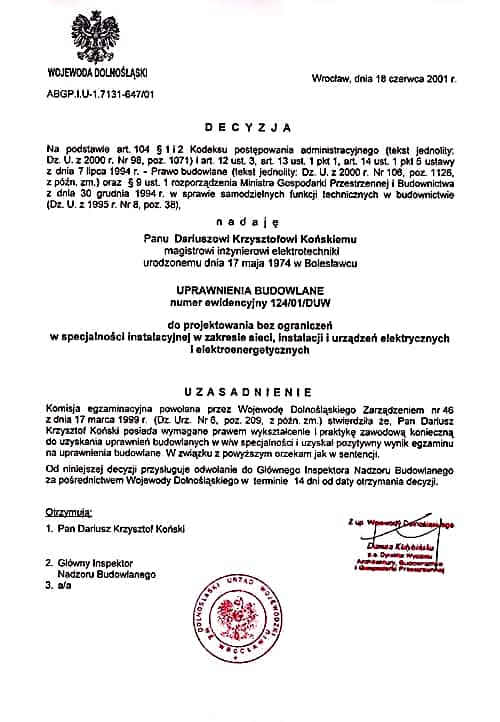 WOJEWODA DOLNOŚLĄSKI
Wrocław, dnia 18 czerwca 2001 r.
ABGP.I.U-1.7131-647/01
DECYZJA
Na podstawie art. 104 § 1 i 2 Kodeksu postępowania administracyjnego (tekst jednolity:
Dz. U. z 2000 r. Nr 98, poz. 1071) i art. 12 ust. 3, art. 13 ust. 1 pkt 1, art. 14 ust. 1 pkt 5 ustawy
z dnia 7 lipca 1994 r. - Prawo budowlane (tekst jednolity: Dz. U. z 2000 r. Nr 106, poz. 1126,
z późn. zm.) oraz § 9 ust. 1 rozporządzenia Ministra Gospodarki Przestrzennej i Budownictwa
z dnia 30 grudnia 1994 r. w sprawie samodzielnych funkcji technicznych w budownictwie
(Dz. U. z 1995 r. Nr 8, poz. 38),
nadaję
Panu Dariuszowi Krzysztofowi Końskiemu
magistrowi inżynierowi elektrotechniki
urodzonemu dnia 17 maja 1974 w Bolesławcu
UPRAWNIENIA BUDOWLANE
numer ewidencyjny 124/01/DUW
do projektowania bez ograniczeń
w specjalności instalacyjnej w zakresie sieci, instalacji i urządzeń elektrycznych
i elektroenergetycznych
UZASADNIENIE
Komisja egzaminacyjna powołana przez Wojewodę Dolnośląskiego Zarządzeniem nr 46
z dnia 17 marca 1999 r. (Dz. Urz. Nr 6, poz. 209, z późn. zm.) stwierdziła że, Pan Dariusz
Krzysztof Koński posiada wymagane prawem wykształcenie i praktykę zawodową konieczną
do uzyskania uprawnień budowlanych w w/w specjalności i uzyskał pozytywny wynik egzaminu
na uprawnienia budowlane. W związku z powyższym orzekam jak w sentencji.
Od niniejszej decyzji przysługuje odwołanie do Głównego Inspektora Nadzoru Budowlanego
za pośrednictwem Wojewody Dolnośląskiego w terminie 14 dni od daty otrzymania decyzji.
Otrzymują:
1. Pan Dariusz Krzysztof Koński
2. Główny Inspektor
Nadzoru Budowlanego
3. a/a
Z up. Wojewody Dolnośląskiego
Danuta
Architektury, Budownictwa
i Gospodarki Przestrzennej
DOLNOŚLĄSKI URZĄD WOJEWÓDZKI
WE WROCŁAWIU